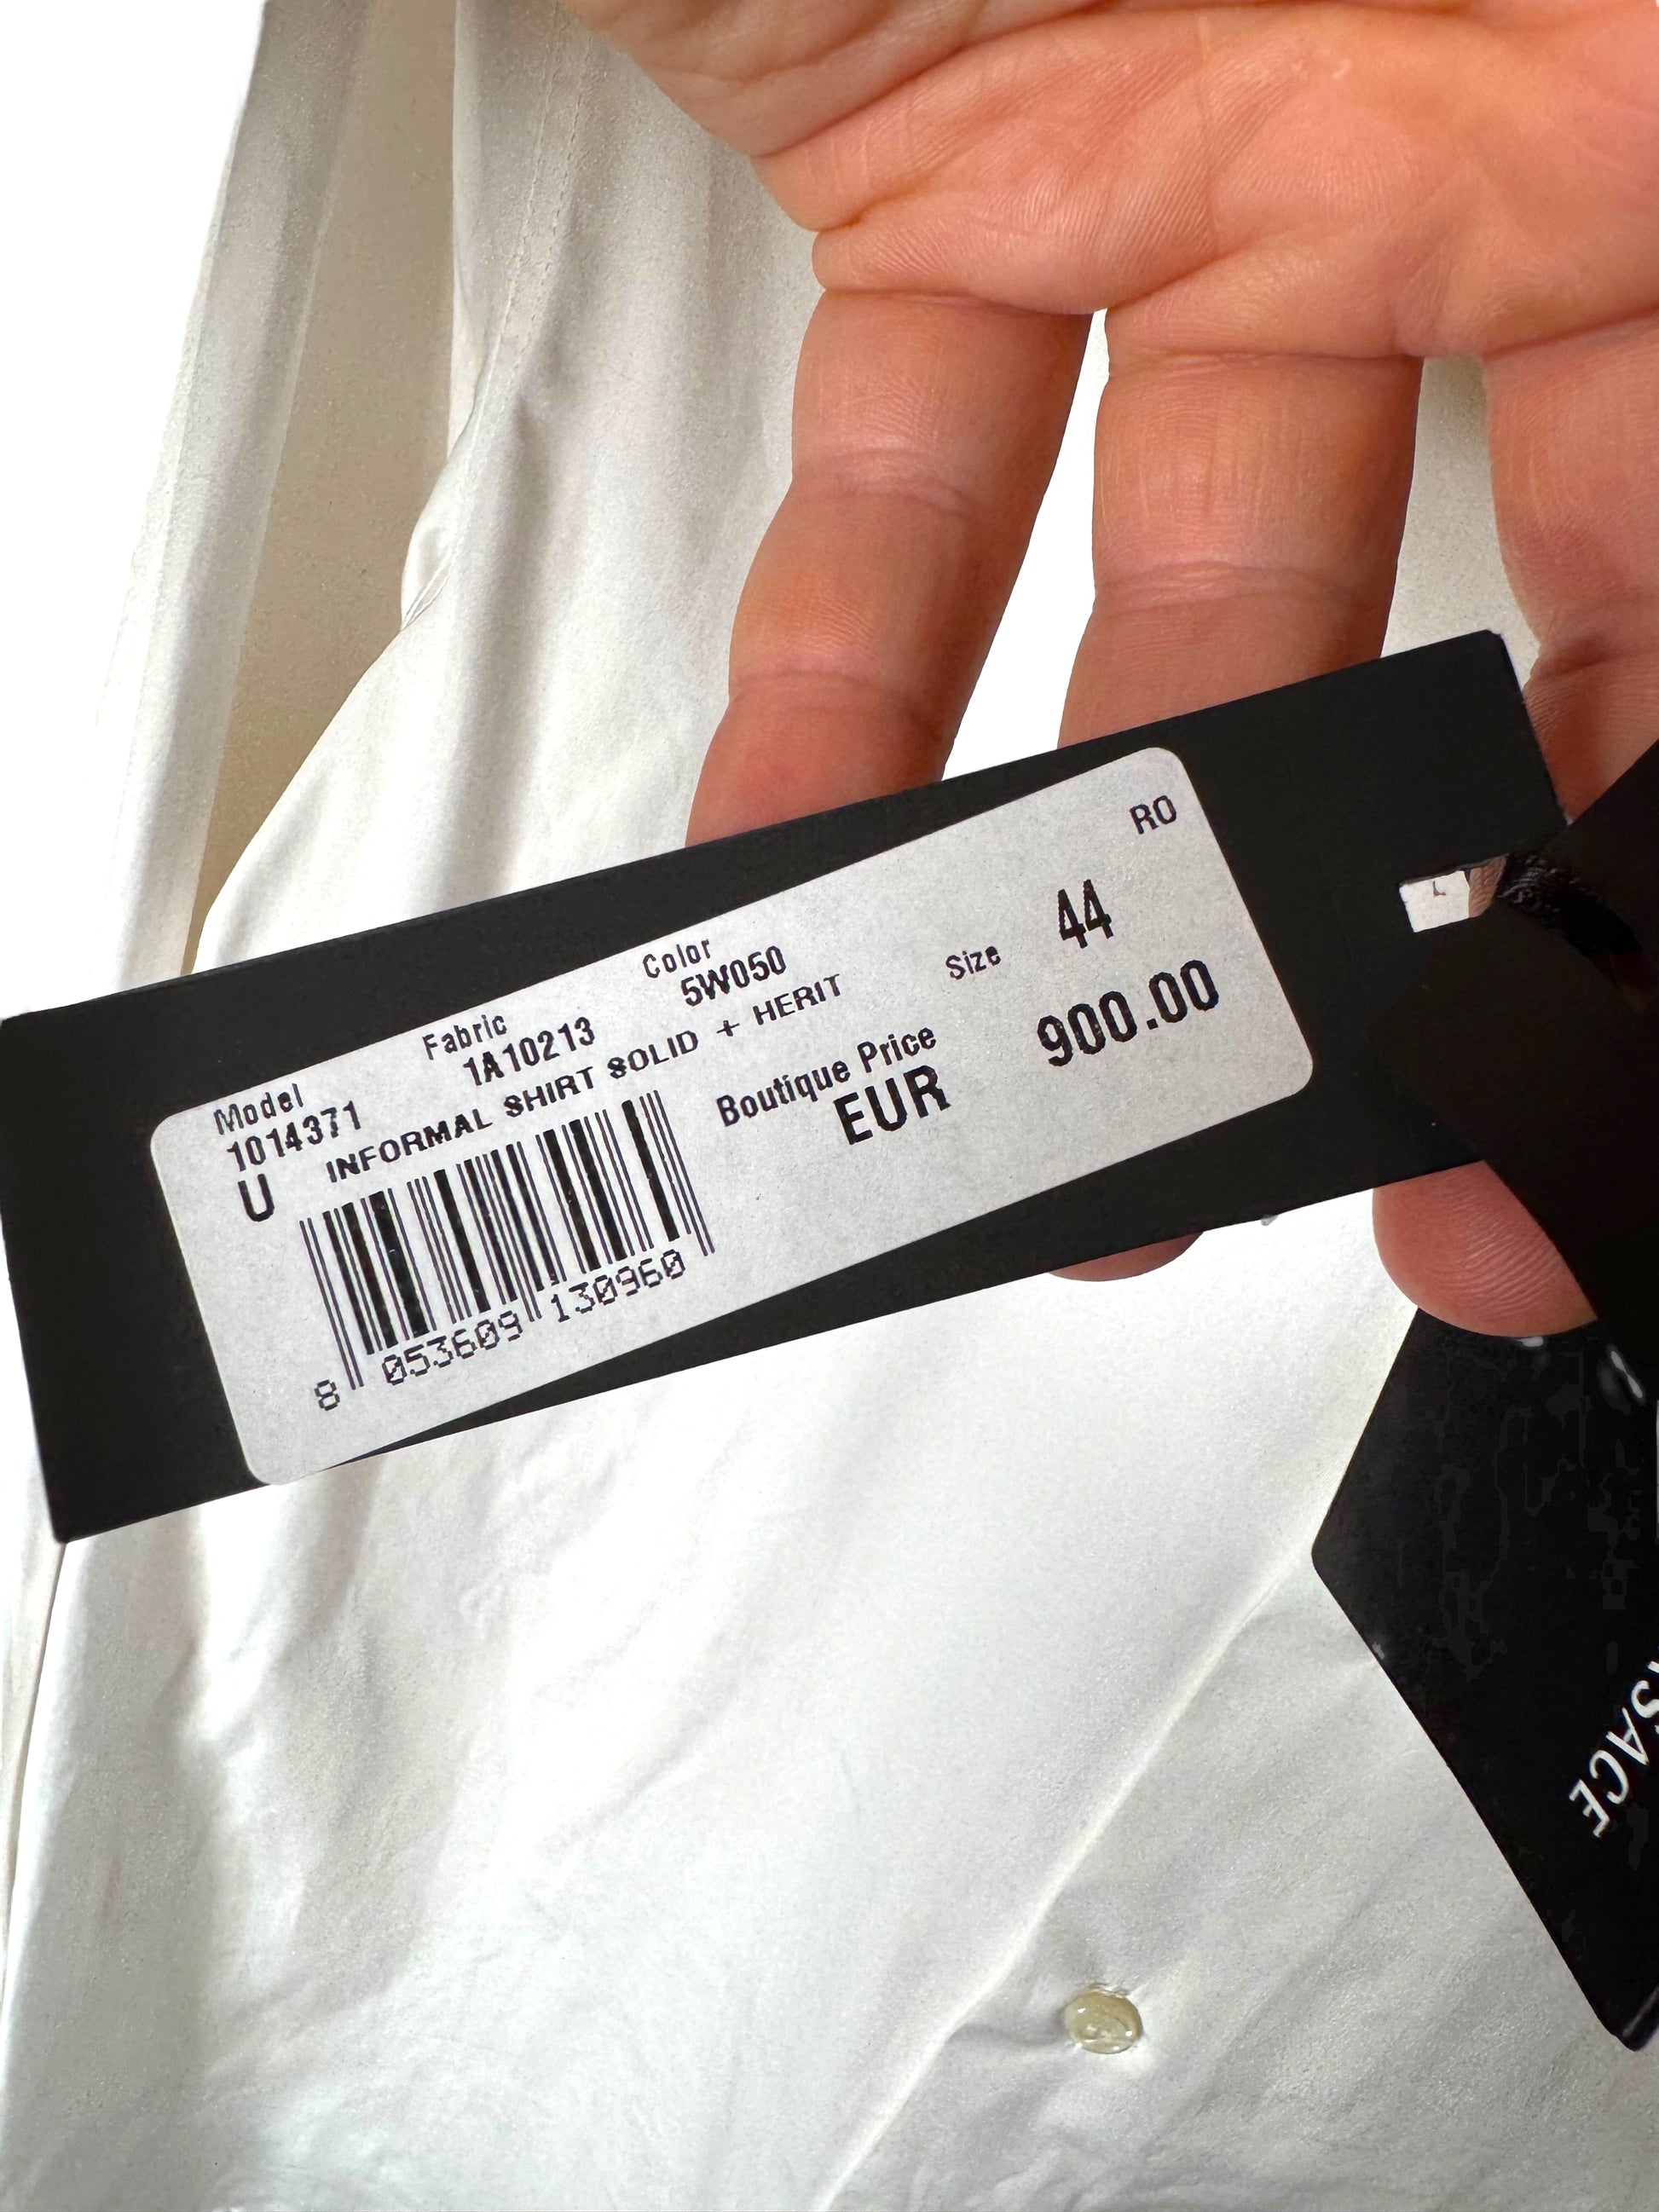 RO
Model Fabric Color Size 44
1014371 1A10213 5W050
INFORMAL SHIRT SOLID + HERIT
U
Boutique Price 900.00
EUR
8 053609 130960